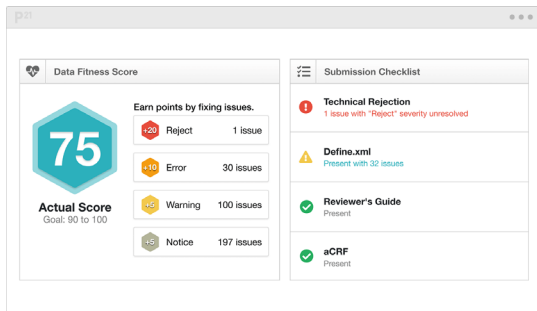 P21
Data Fitness Score
75
Actual Score
Goal: 90 to 100
Earn points by fixing issues.
+20 Reject 1 issue
+10 Error 30 issues
Warning 100 issues
+5 Notice 197 issues
Submission Checklist
Technical Rejection
1 issue with "Reject" severity unresolved
Define.xml
Present with 32 issues
Reviewer's Guide
Present
aCRF
Present